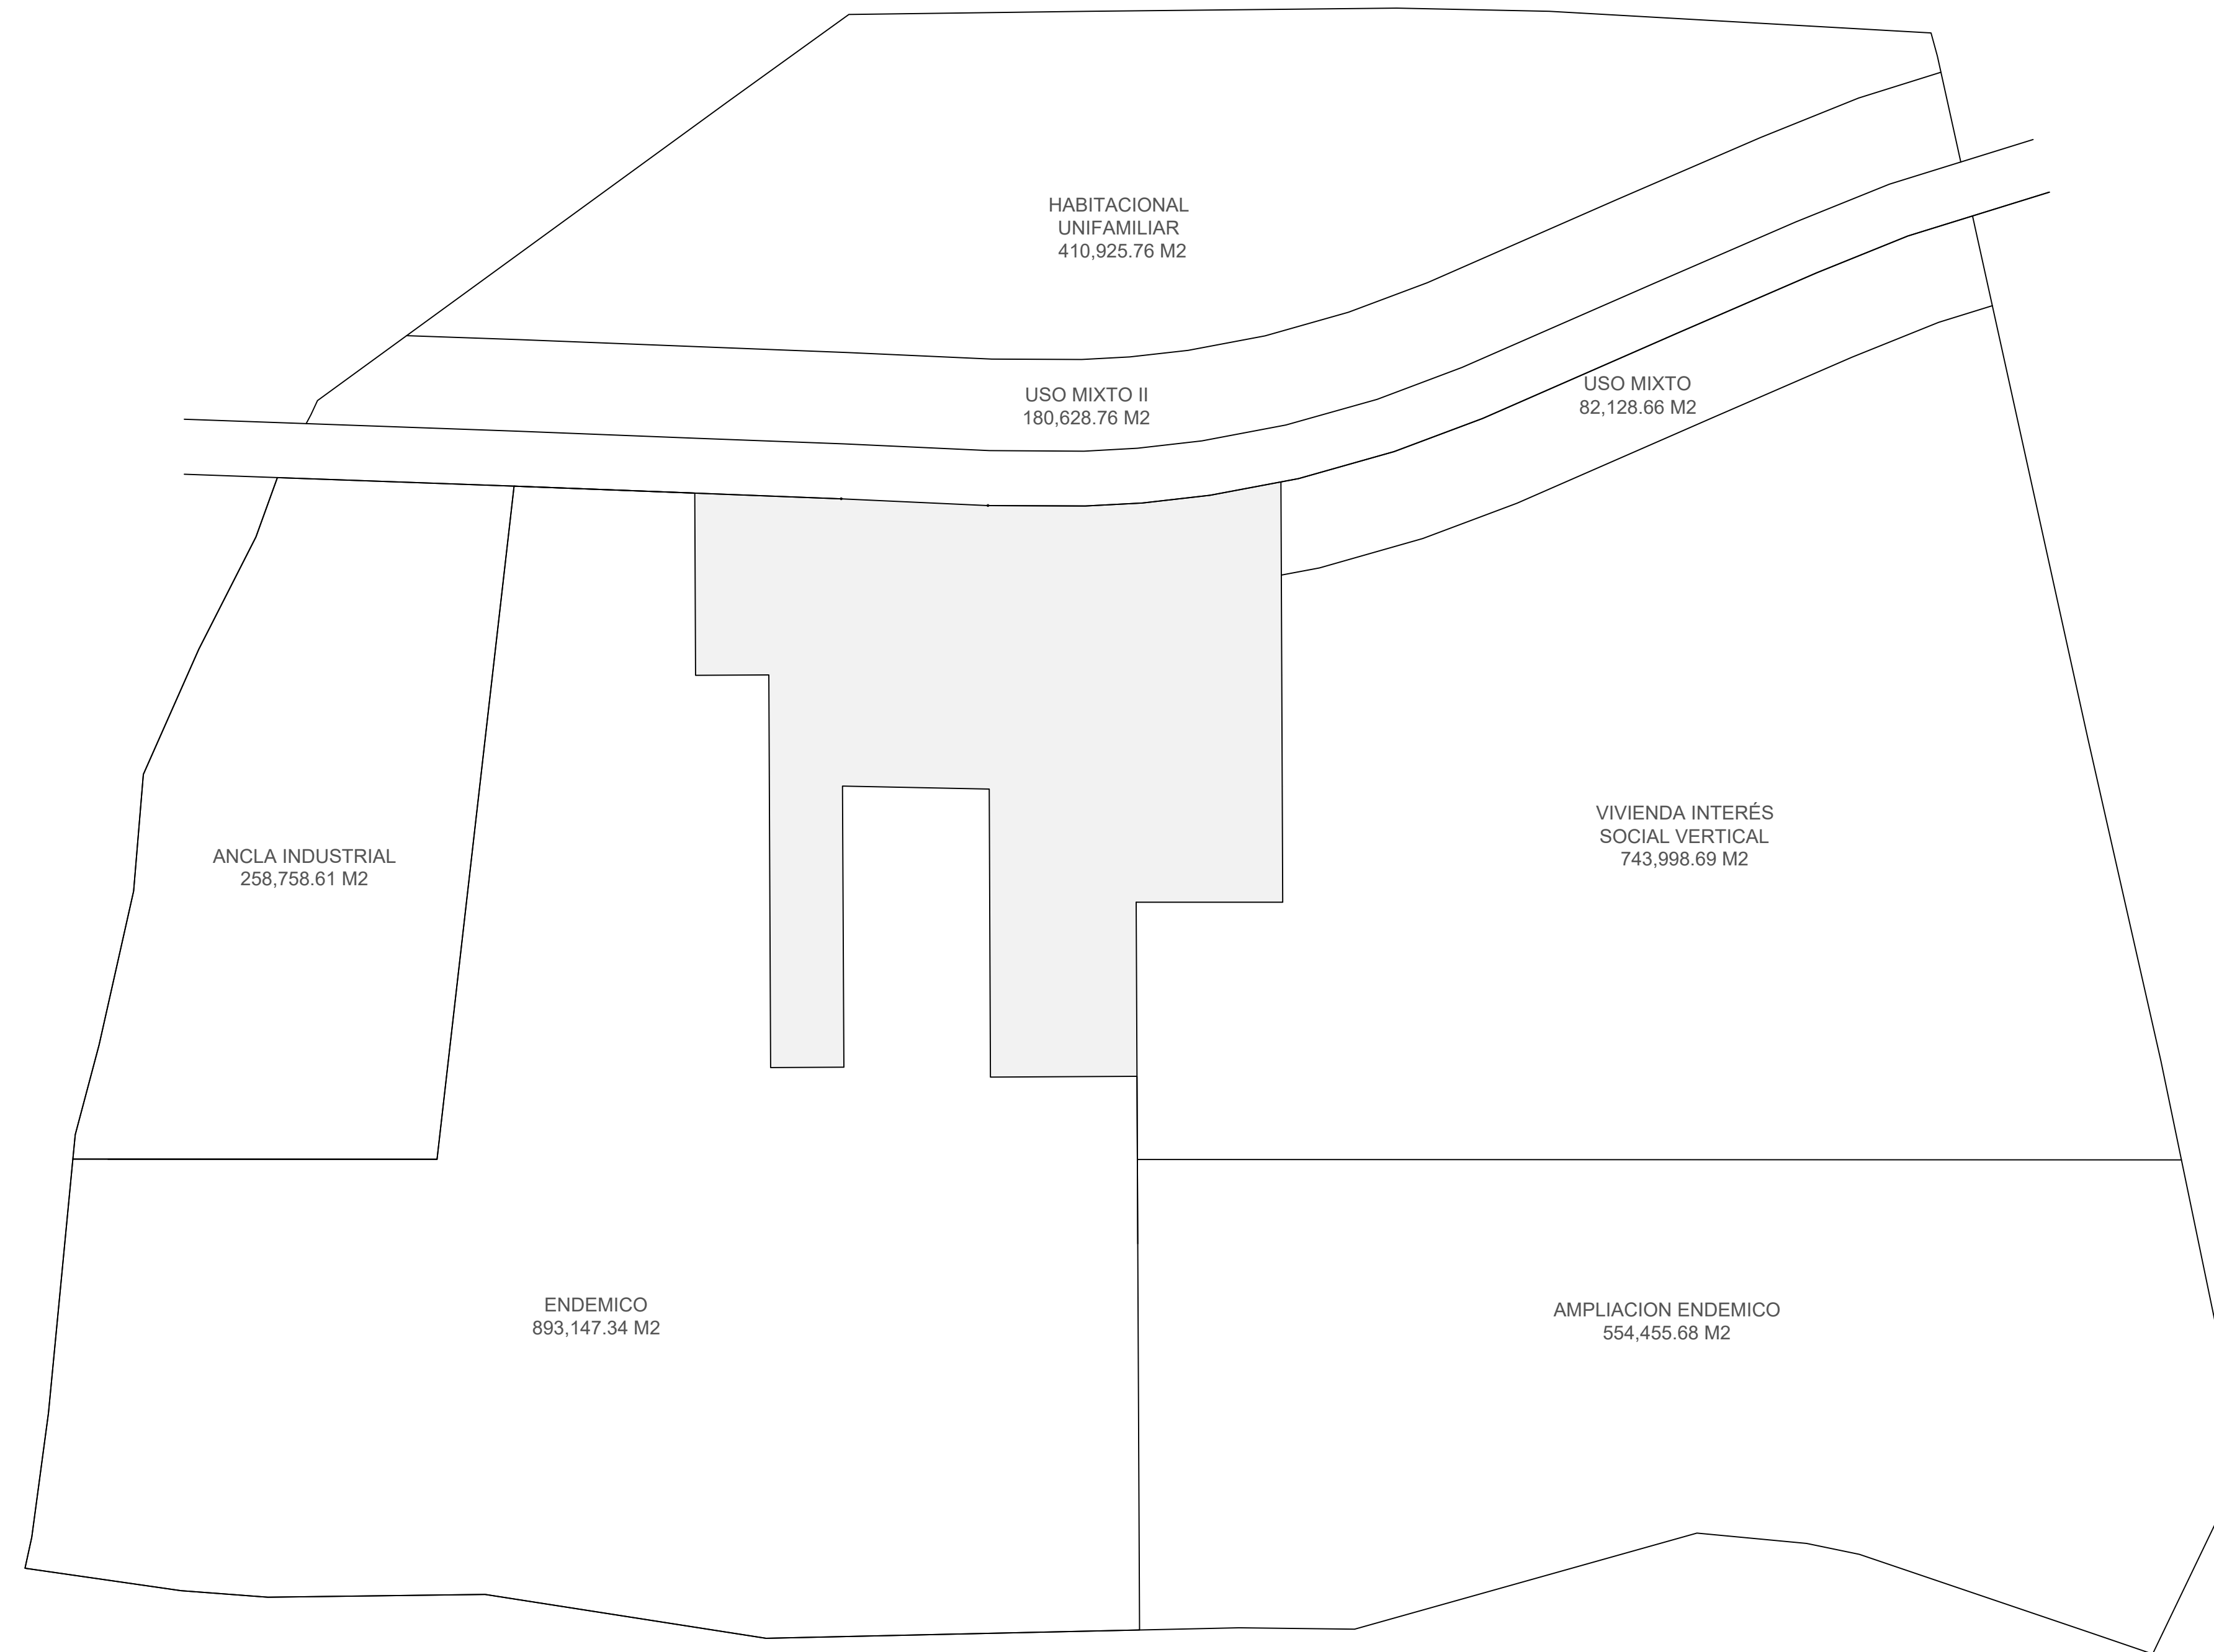 HABITACIONAL
UNIFAMILIAR
410,925.76 M2
USO MIXTO II
180,628.76 M2
USO MIXTO
82,128.66 M2
ANCLA INDUSTRIAL
258,758.61 M2
VIVIENDA INTERÉS
SOCIAL VERTICAL
743,998.69 M2
ENDEMICO
893,147.34 M2
AMPLIACION ENDEMICO
554,455.68 M2